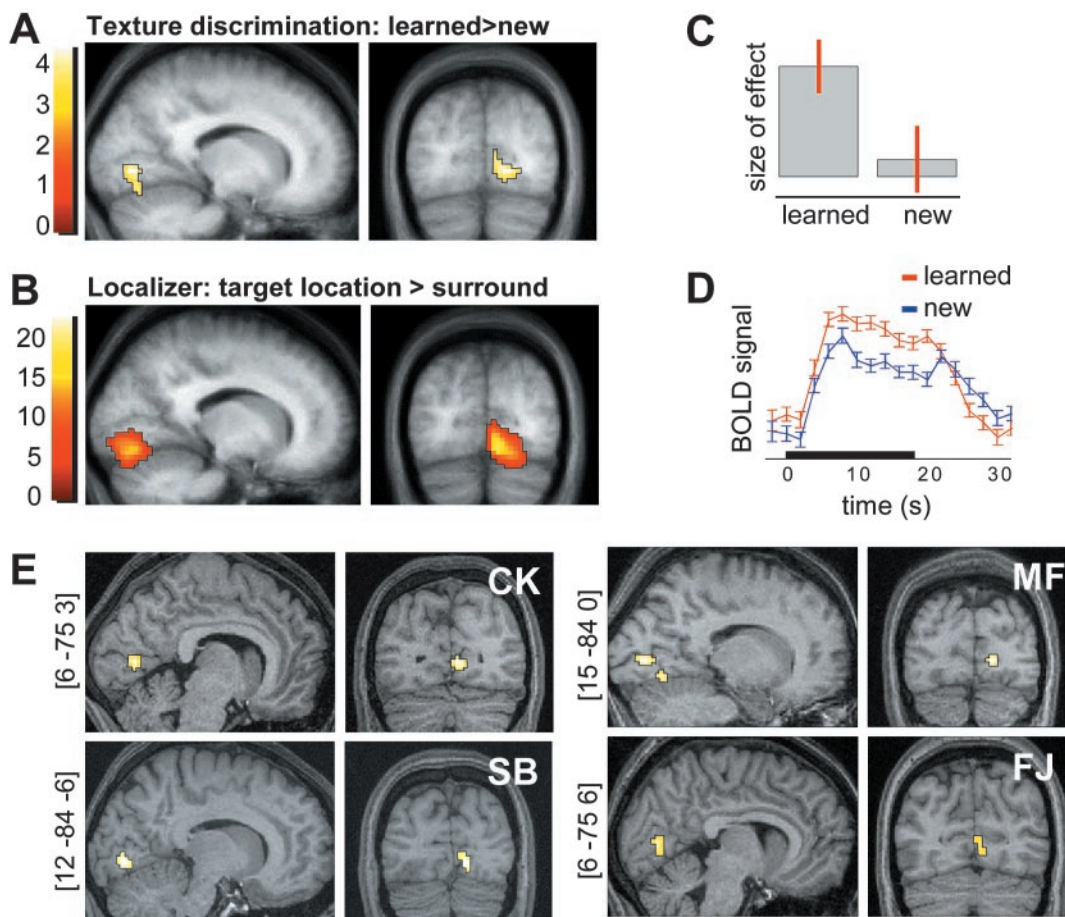 A
Texture discrimination: learned>new
4
3
2
1
0
B
Localizer: target location > surround
20
15
10
5
0
C
size of effect
learned new
D
learned
new
BOLD signal
0 10 20 30
time (s)
E
[6 -75 3]
CK
[15 -84 0]
MF
[12 -84 -6]
SB
[6 -75 6]
FJ